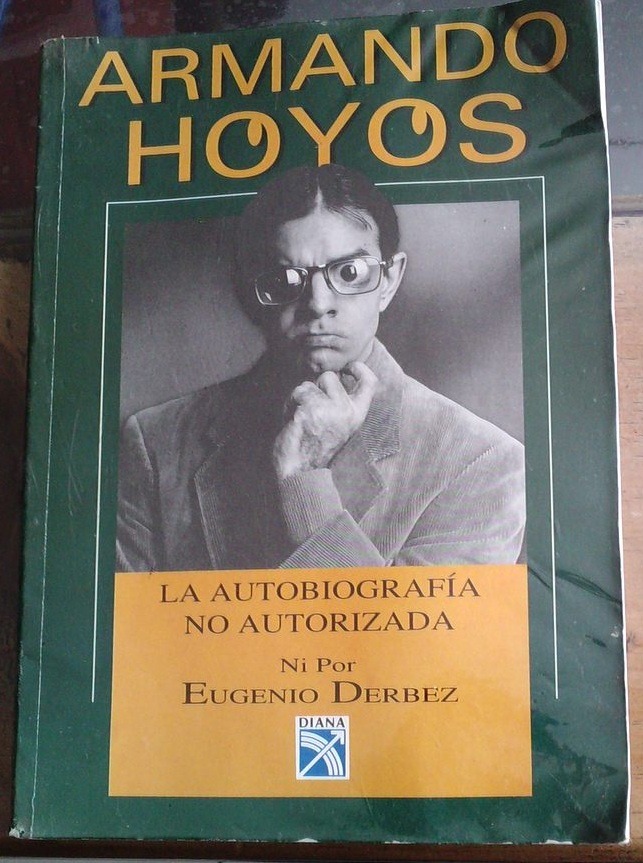 ARMANDO
HOYOS
LA AUTOBIOGRAFÍA
NO AUTORIZADA
Ni Por
EUGENIO DERBEZ
DIANA